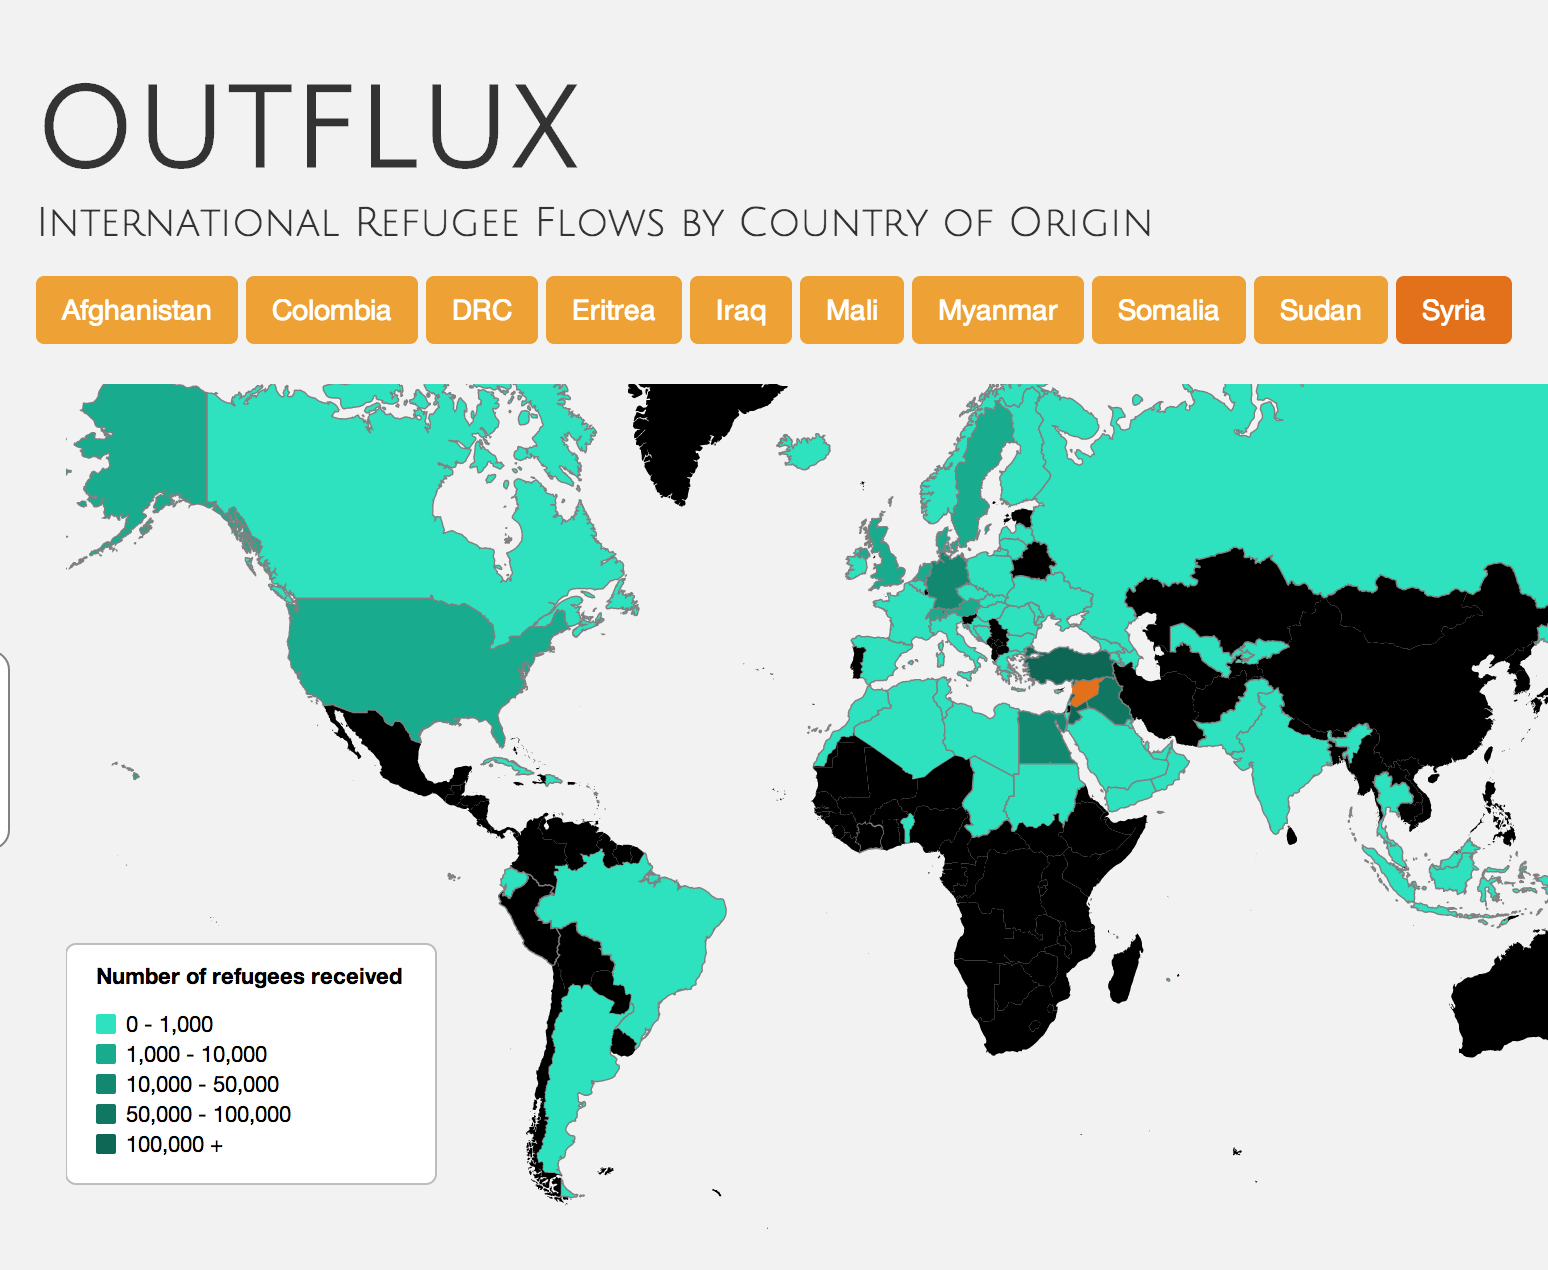 OUTFLUX
International Refugee Flows by Country of Origin
Afghanistan Colombia DRC Eritrea Iraq Mali Myanmar Somalia Sudan Syria
Number of refugees received
0 - 1,000
1,000 - 10,000
10,000 - 50,000
50,000 - 100,000
100,000 +